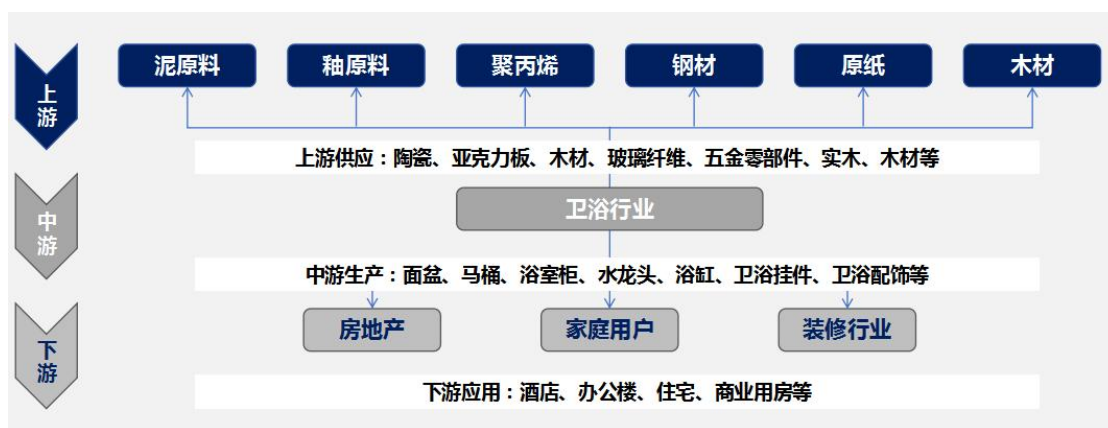 上游
泥原料
釉原料
聚丙烯
钢材
原纸
木材
上游供应：陶瓷、亚克力板、木材、玻璃纤维、五金零部件、实木、木材等
中游
卫浴行业
中游生产：面盆、马桶、浴室柜、水龙头、浴缸、卫浴挂件、卫浴配饰等
下游
房地产
家庭用户
装修行业
下游应用：酒店、办公楼、住宅、商业用房等